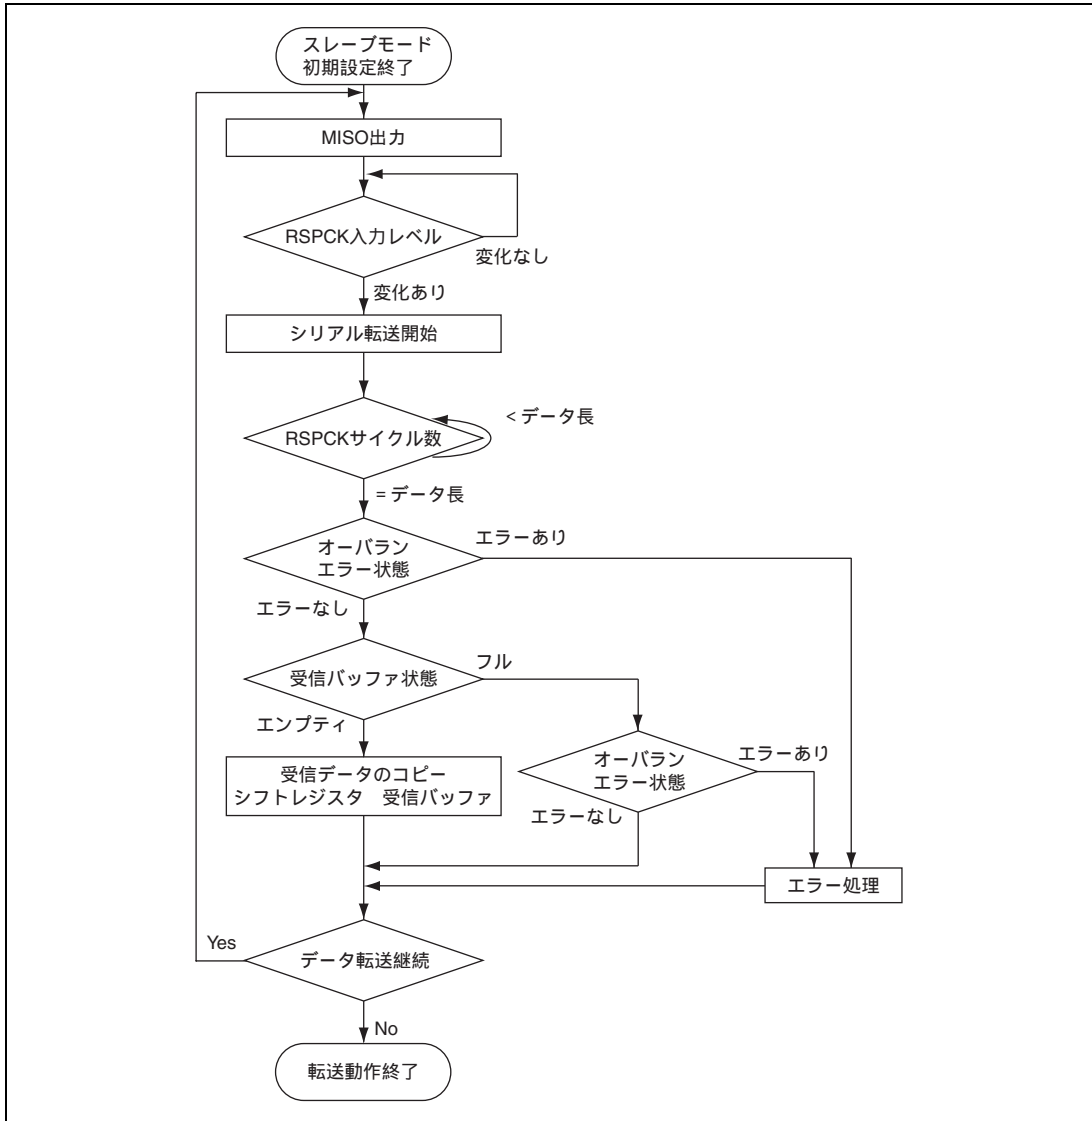 スレーブモード
初期設定終了
MISO出力
RSPCK入力レベル
変化なし
変化あり
シリアル転送開始
RSPCKサイクル数
< データ長
= データ長
オーバラン
エラー状態
エラーあり
エラーなし
受信バッファ状態
フル
エンプティ
受信データのコピー
シフトレジスタ　受信バッファ
オーバラン
エラー状態
エラーあり
エラーなし
エラー処理
データ転送継続
Yes
No
転送動作終了